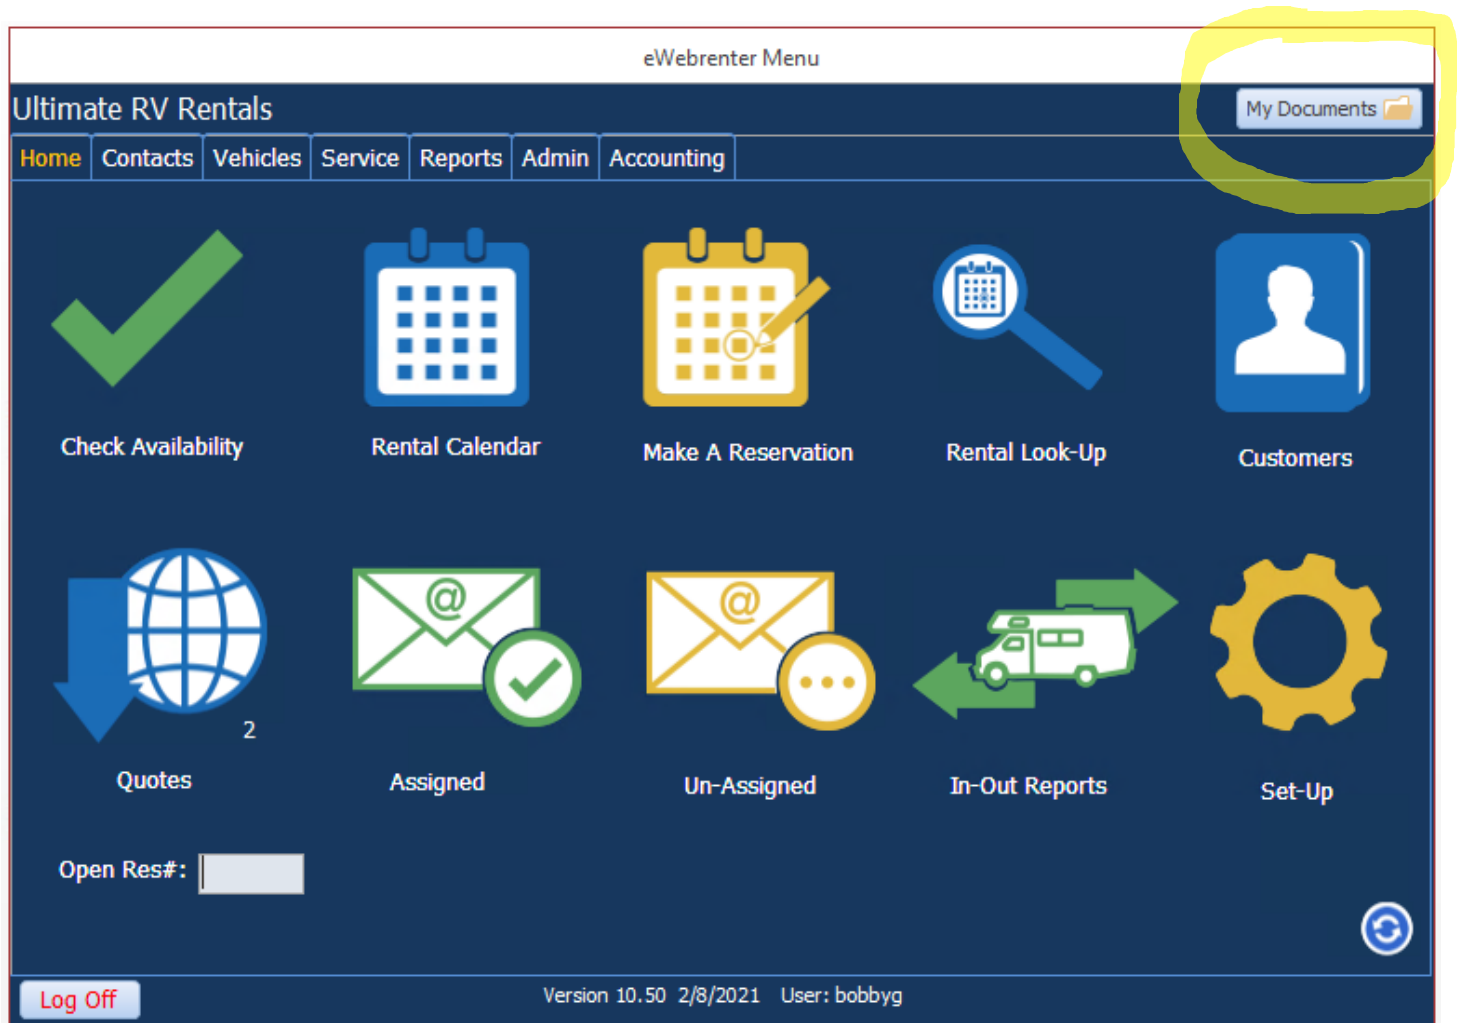 eWebrenter Menu
Ultimate RV Rentals
My Documents
Home Contacts Vehicles Service Reports Admin Accounting
Check Availability
Rental Calendar
Make A Reservation
Rental Look-Up
Customers
@
@
2
Quotes
Assigned
Un-Assigned
In-Out Reports
Set-Up
Open Res#:
Log Off
Version 10.50 2/8/2021 User: bobbyg